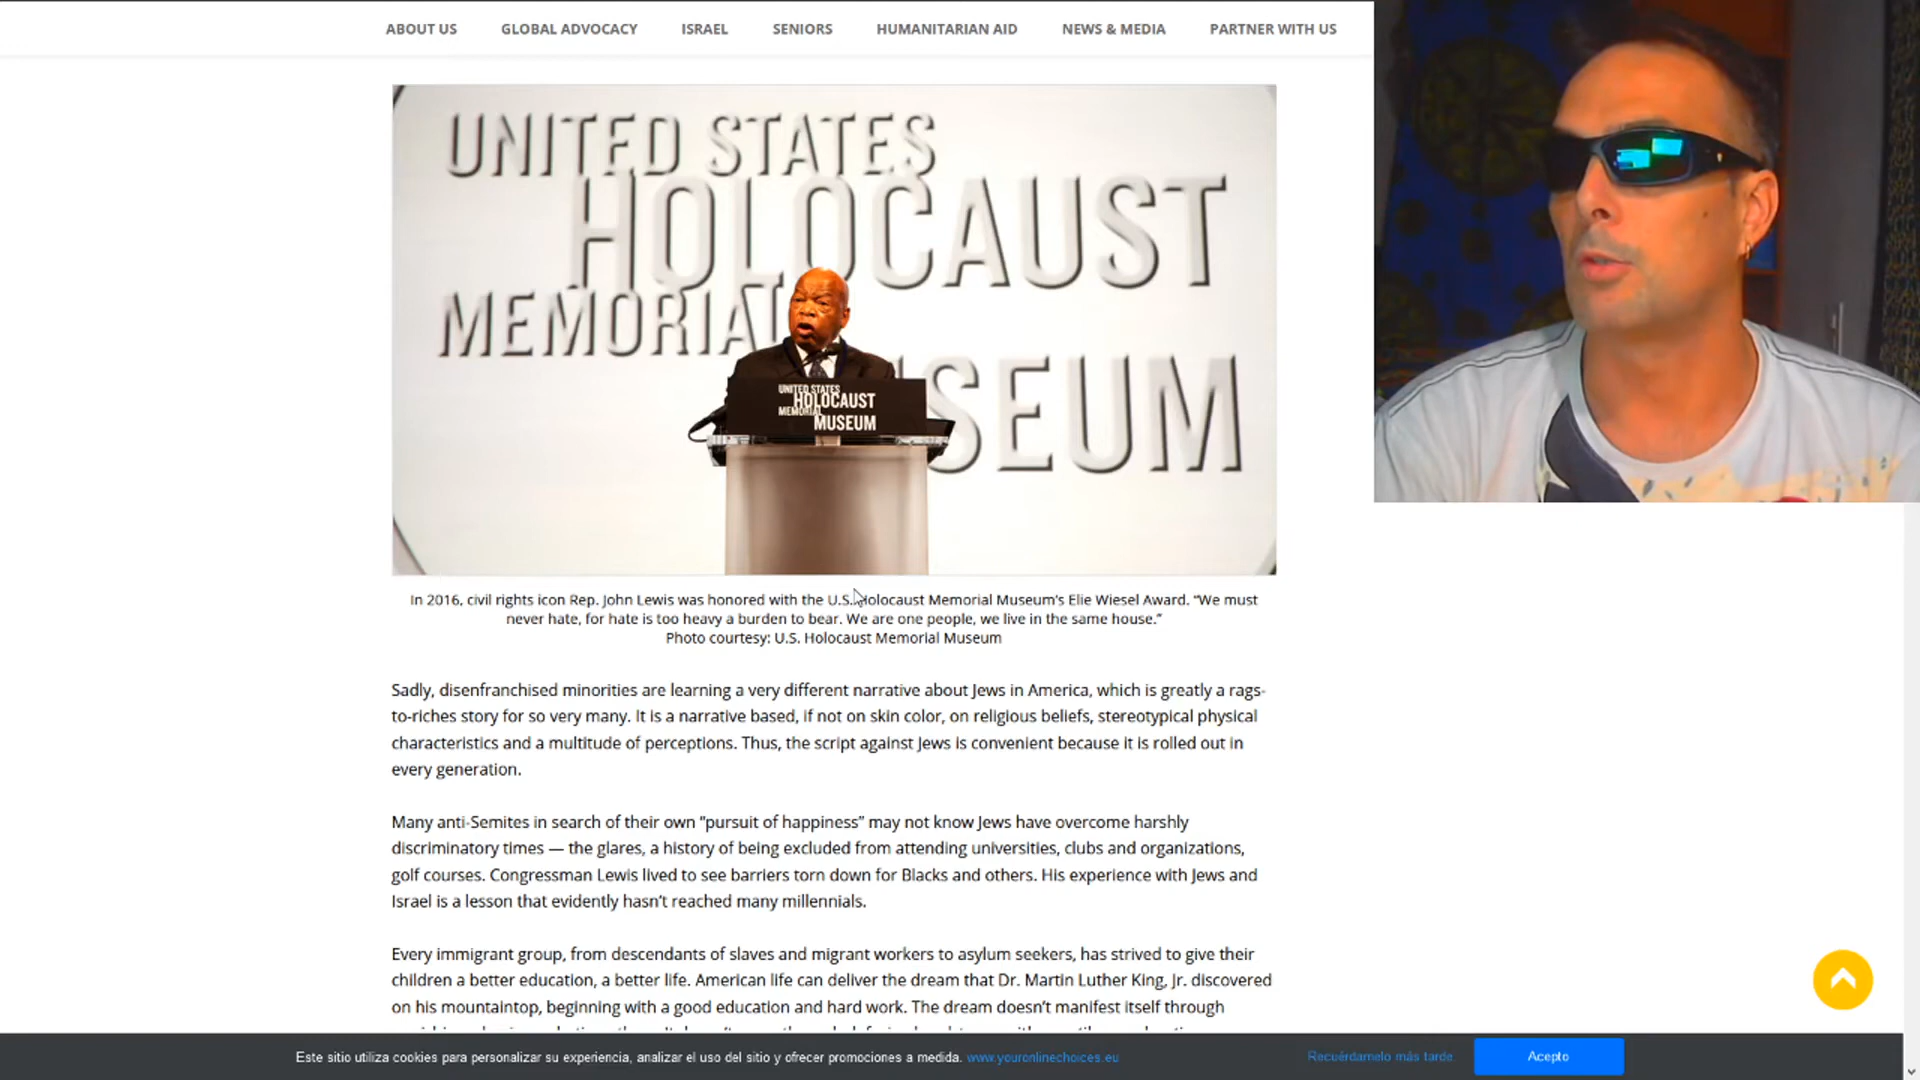 ABOUT US GLOBAL ADVOCACY ISRAEL SENIORS HUMANITARIAN AID NEWS & MEDIA PARTNER WITH US
UNITED STATES
HOLOCAUST
MEMORIAL
MUSEUM
UNITED STATES
HOLOCAUST
MEMORIAL
MUSEUM
In 2016, civil rights icon Rep. John Lewis was honored with the U.S. Holocaust Memorial Museum’s Elie Wiesel Award. “We must
never hate, for hate is too heavy a burden to bear. We are one people, we live in the same house.”
Photo courtesy: U.S. Holocaust Memorial Museum
Sadly, disenfranchised minorities are learning a very different narrative about Jews in America, which is greatly a rags-
to-riches story for so very many. It is a narrative based, if not on skin color, on religious beliefs, stereotypical physical
characteristics and a multitude of perceptions. Thus, the script against Jews is convenient because it is rolled out in
every generation.
Many anti-Semites in search of their own “pursuit of happiness” may not know Jews have overcome harshly
discriminatory times — the glares, a history of being excluded from attending universities, clubs and organizations,
golf courses. Congressman Lewis lived to see barriers torn down for Blacks and others. His experience with Jews and
Israel is a lesson that evidently hasn’t reached many millennials.
Every immigrant group, from descendants of slaves and migrant workers to asylum seekers, has strived to give their
children a better education, a better life. American life can deliver the dream that Dr. Martin Luther King, Jr. discovered
on his mountaintop, beginning with a good education and hard work. The dream doesn’t manifest itself through
Este sitio utiliza cookies para personalizar su experiencia, analizar el uso del sitio y ofrecer promociones a medida. www.youronlinechoices.eu
Recuérdamelo más tarde.
Acepto